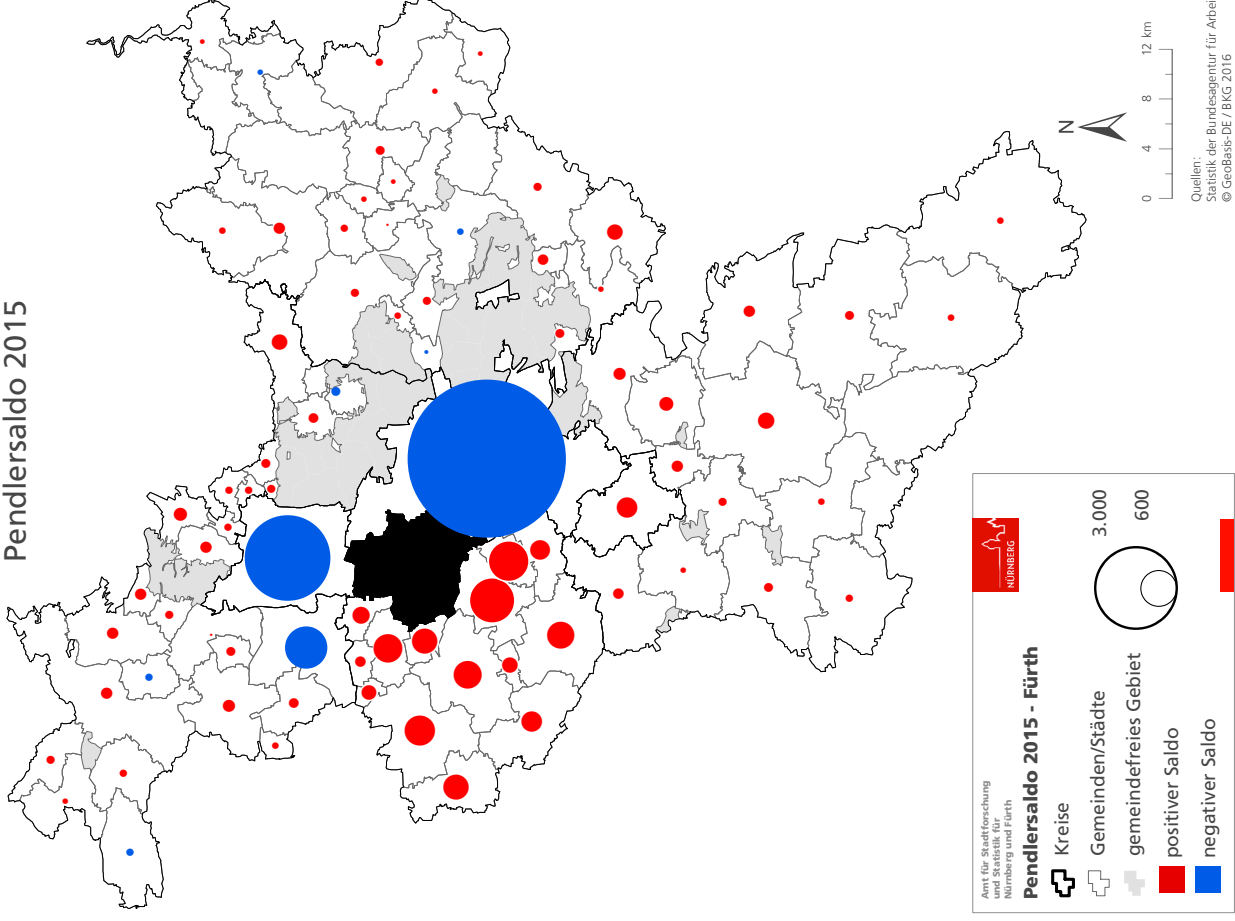 Pendlersaldo 2015
N
0 4 8 12 km
Quellen:
Statistik der Bundesagentur für Arbei
© GeoBasis-DE / BKG 2016
Amt für Stadtforschung
und Statistik für
Nürnberg und Fürth
NÜRNBERG
Pendlersaldo 2015 - Fürth
Kreise
Gemeinden/Städte
gemeindefreies Gebiet
positiver Saldo
negativer Saldo
3.000
600